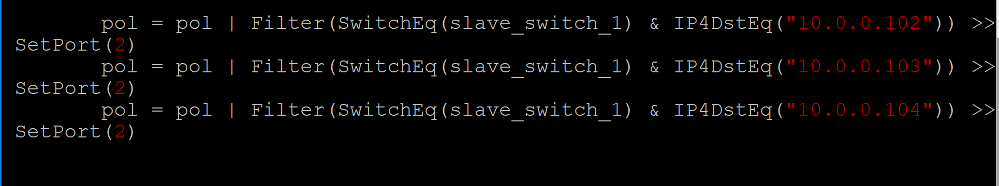 pol = pol | Filter(SwitchEq(slave_switch_1) & IP4DstEq("10.0.0.102")) >>
SetPort(2)
pol = pol | Filter(SwitchEq(slave_switch_1) & IP4DstEq("10.0.0.103")) >>
SetPort(2)
pol = pol | Filter(SwitchEq(slave_switch_1) & IP4DstEq("10.0.0.104")) >>
SetPort(2)